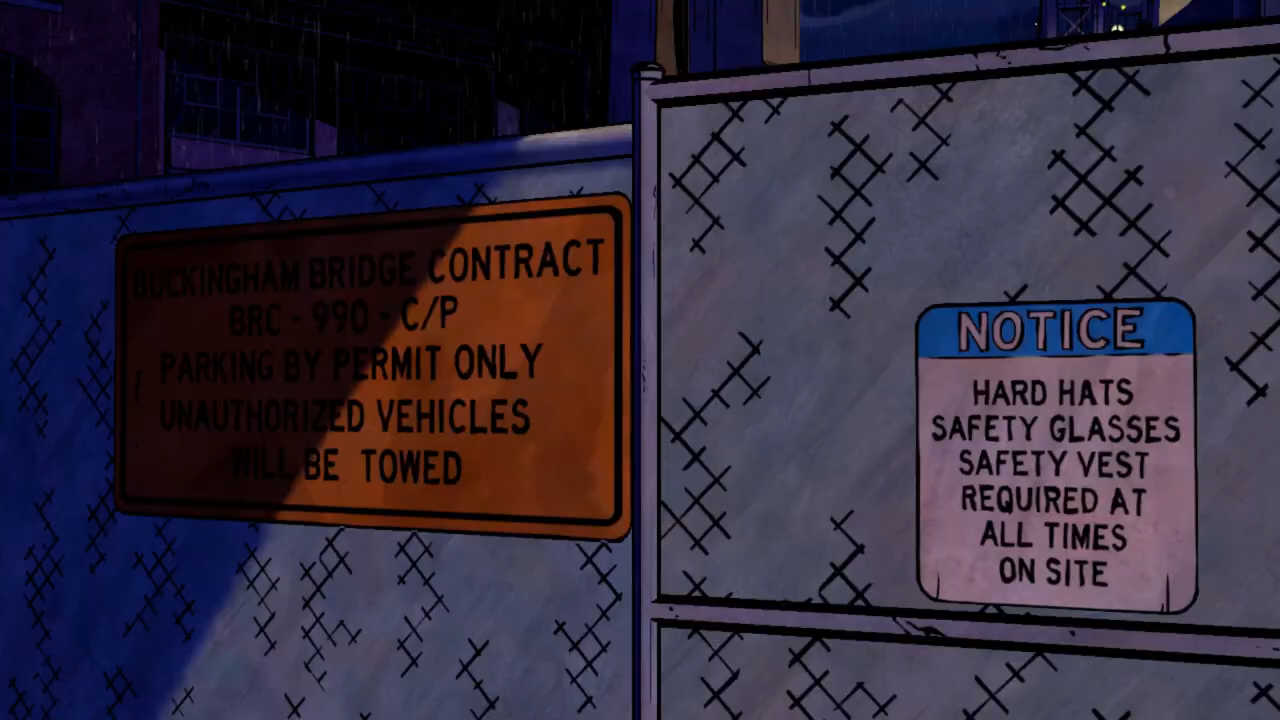 BUCKINGHAM BRIDGE CONTRACT
BRC - 990 - C/P
PARKING BY PERMIT ONLY
UNAUTHORIZED VEHICLES
WILL BE TOWED
NOTICE
HARD HATS
SAFETY GLASSES
SAFETY VEST
REQUIRED AT
ALL TIMES
ON SITE